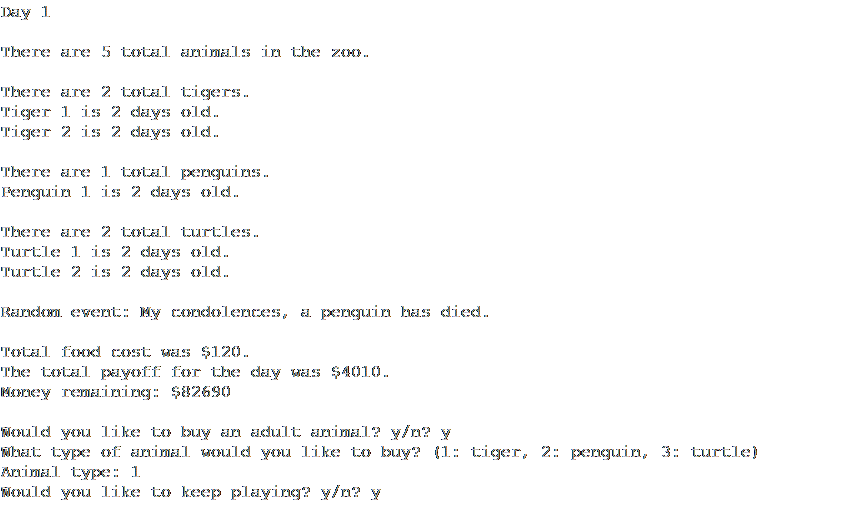 Day 1
There are 5 total animals in the zoo.
There are 2 total tigers.
Tiger 1 is 2 days old.
Tiger 2 is 2 days old.
There are 1 total penguins.
Penguin 1 is 2 days old.
There are 2 total turtles.
Turtle 1 is 2 days old.
Turtle 2 is 2 days old.
Random event: My condolences, a penguin has died.
Total food cost was $120.
The total payoff for the day was $4010.
Money remaining: $82690
Would you like to buy an adult animal? y/n? y
What type of animal would you like to buy? (1: tiger, 2: penguin, 3: turtle)
Animal type: 1
Would you like to keep playing? y/n? y